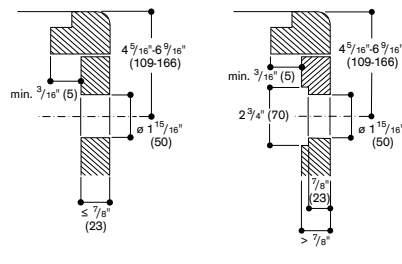 4 5/16"-6 9/16"
(109-166)
min. 3/16" (5)
ø 1 15/16"
(50)
≤ 7/8"
(23)
4 5/16"-6 9/16"
(109-166)
min. 3/16" (5)
2 3/4" (70)
ø 1 15/16"
(50)
7/8"
(23)
> 7/8"